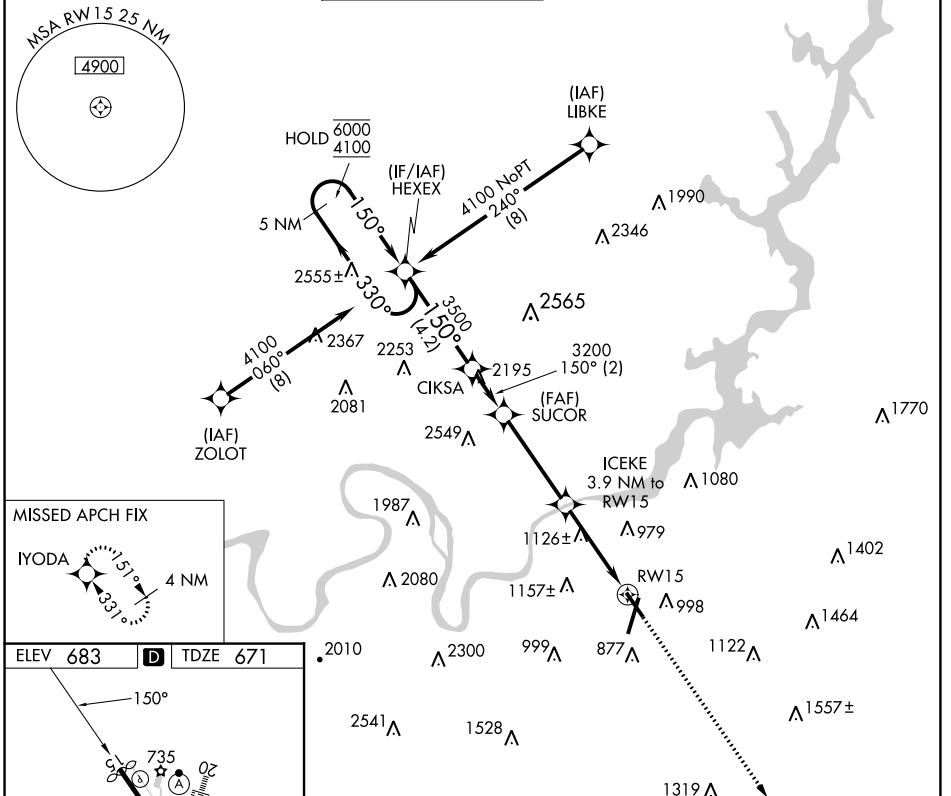 MSA RW15 25 NM
4900
(IAF)
LIBKE
HOLD 6000
4100
(IF/IAF)
HEXEX
4100 NoPT
240°
(8)
1990
2346
5 NM
150°
2555±
330°
3500
150°
(4.2)
2565
4100
060°
(8)
2367
2253
2081
CIKSA
2195
3200
150° (2)
(FAF)
SUCOR
(IAF)
ZOLOT
2549
1770
ICEKE
3.9 NM to
RW15
1080
MISSED APCH FIX
IYODA
151°
331°
4 NM
1987
1126±
979
1402
2080
1157±
RW15
998
1464
ELEV 683
D
TDZE 671
2010
2300
999
877
1122
150°
1557±
2541
1528
15
735
P
A
20
1319